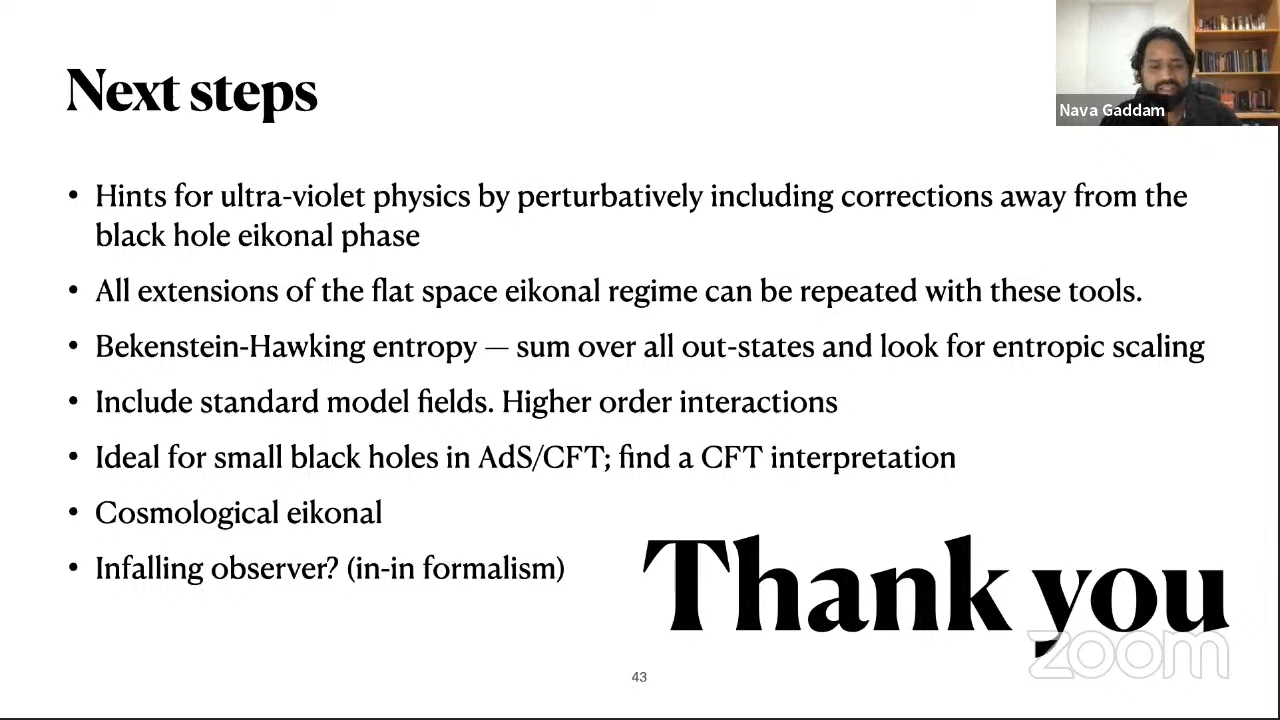 Next steps
Nava Gaddam
• Hints for ultra-violet physics by perturbatively including corrections away from the
black hole eikonal phase
• All extensions of the flat space eikonal regime can be repeated with these tools.
• Bekenstein-Hawking entropy — sum over all out-states and look for entropic scaling
• Include standard model fields. Higher order interactions
• Ideal for small black holes in AdS/CFT; find a CFT interpretation
• Cosmological eikonal
• Infalling observer? (in-in formalism)
Thank you
zoom
43